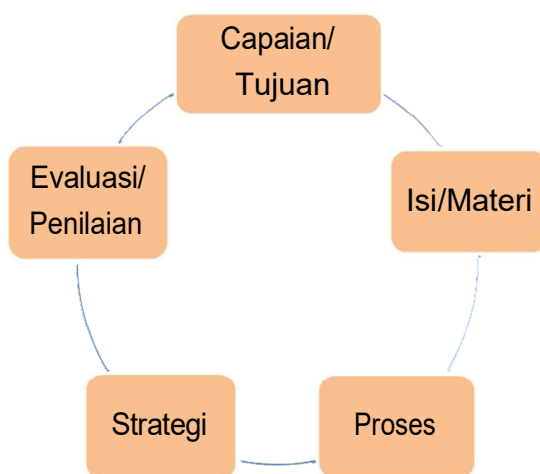 Capaian/
Tujuan
Evaluasi/
Penilaian
Isi/Materi
Strategi
Proses